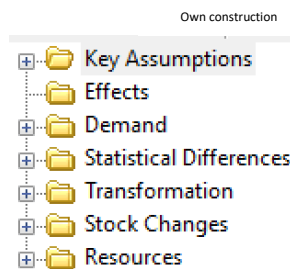 Own construction
Key Assumptions
Effects
Demand
Statistical Differences
Transformation
Stock Changes
Resources